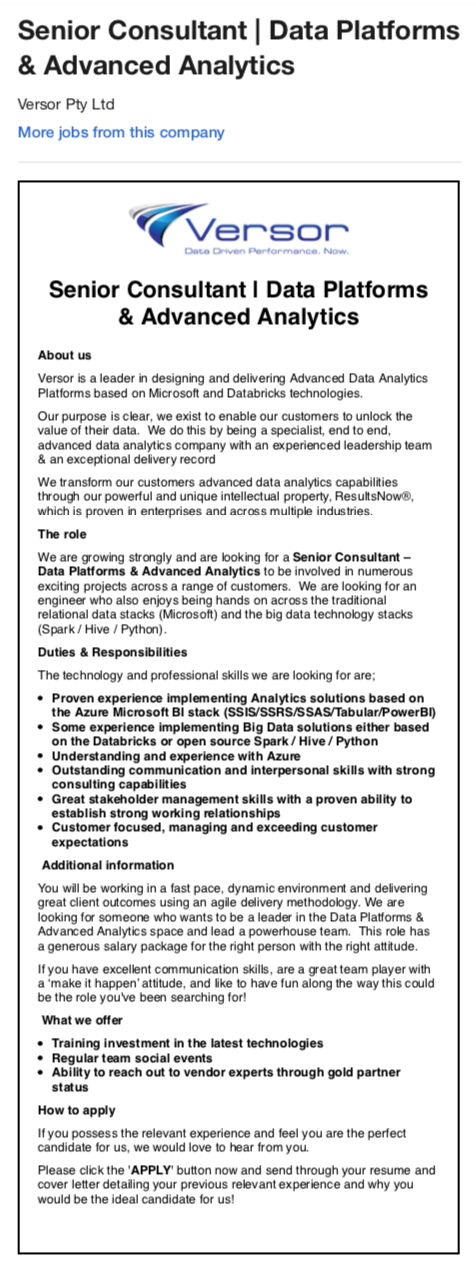 Senior Consultant | Data Platforms
& Advanced Analytics
Versor Pty Ltd
More jobs from this company
Versor
Data Driven Performance. Now.
Senior Consultant I Data Platforms
& Advanced Analytics
About us
Versor is a leader in designing and delivering Advanced Data Analytics
Platforms based on Microsoft and Databricks technologies.
Our purpose is clear, we exist to enable our customers to unlock the
value of their data.  We do this by being a specialist, end to end,
advanced data analytics company with an experienced leadership team
& an exceptional delivery record
We transform our customers advanced data analytics capabilities
through our powerful and unique intellectual property, ResultsNow®,
which is proven in enterprises and across multiple industries.
The role
We are growing strongly and are looking for a Senior Consultant –
Data Platforms & Advanced Analytics to be involved in numerous
exciting projects across a range of customers.  We are looking for an
engineer who also enjoys being hands on across the traditional
relational data stacks (Microsoft) and the big data technology stacks
(Spark / Hive / Python).
Duties & Responsibilities
The technology and professional skills we are looking for are;
• Proven experience implementing Analytics solutions based on
the Azure Microsoft BI stack (SSIS/SSRS/SSAS/Tabular/PowerBI)
• Some experience implementing Big Data solutions either based
on the Databricks or open source Spark / Hive / Python
• Understanding and experience with Azure
• Outstanding communication and interpersonal skills with strong
consulting capabilities
• Great stakeholder management skills with a proven ability to
establish strong working relationships
• Customer focused, managing and exceeding customer
expectations
Additional information
You will be working in a fast pace, dynamic environment and delivering
great client outcomes using an agile delivery methodology. We are
looking for someone who wants to be a leader in the Data Platforms &
Advanced Analytics space and lead a powerhouse team.  This role has
a generous salary package for the right person with the right attitude.
If you have excellent communication skills, are a great team player with
a 'make it happen' attitude, and like to have fun along the way this could
be the role you've been searching for!
What we offer
• Training investment in the latest technologies
• Regular team social events
• Ability to reach out to vendor experts through gold partner
status
How to apply
If you possess the relevant experience and feel you are the perfect
candidate for us, we would love to hear from you.
Please click the 'APPLY' button now and send through your resume and
cover letter detailing your previous relevant experience and why you
would be the ideal candidate for us!